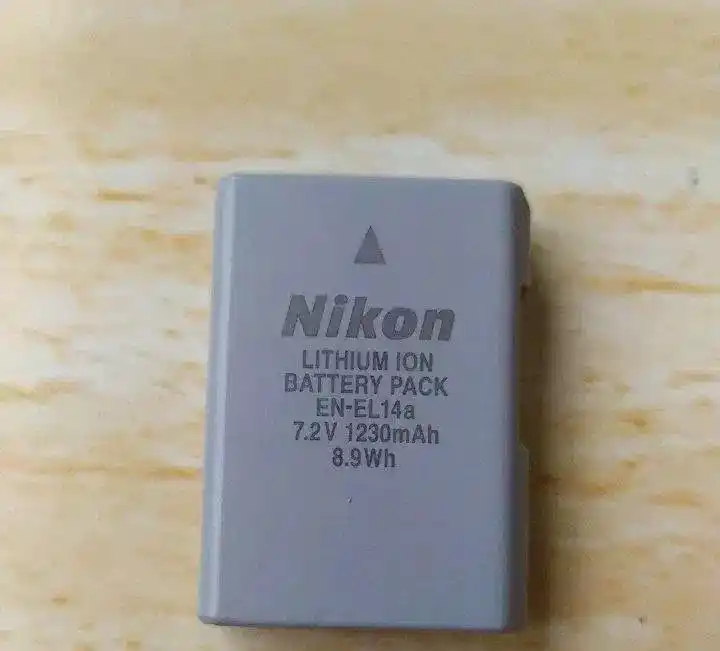 Nikon
LITHIUM ION
BATTERY PACK
EN-EL14a
7.2V 1230mAh
8.9Wh